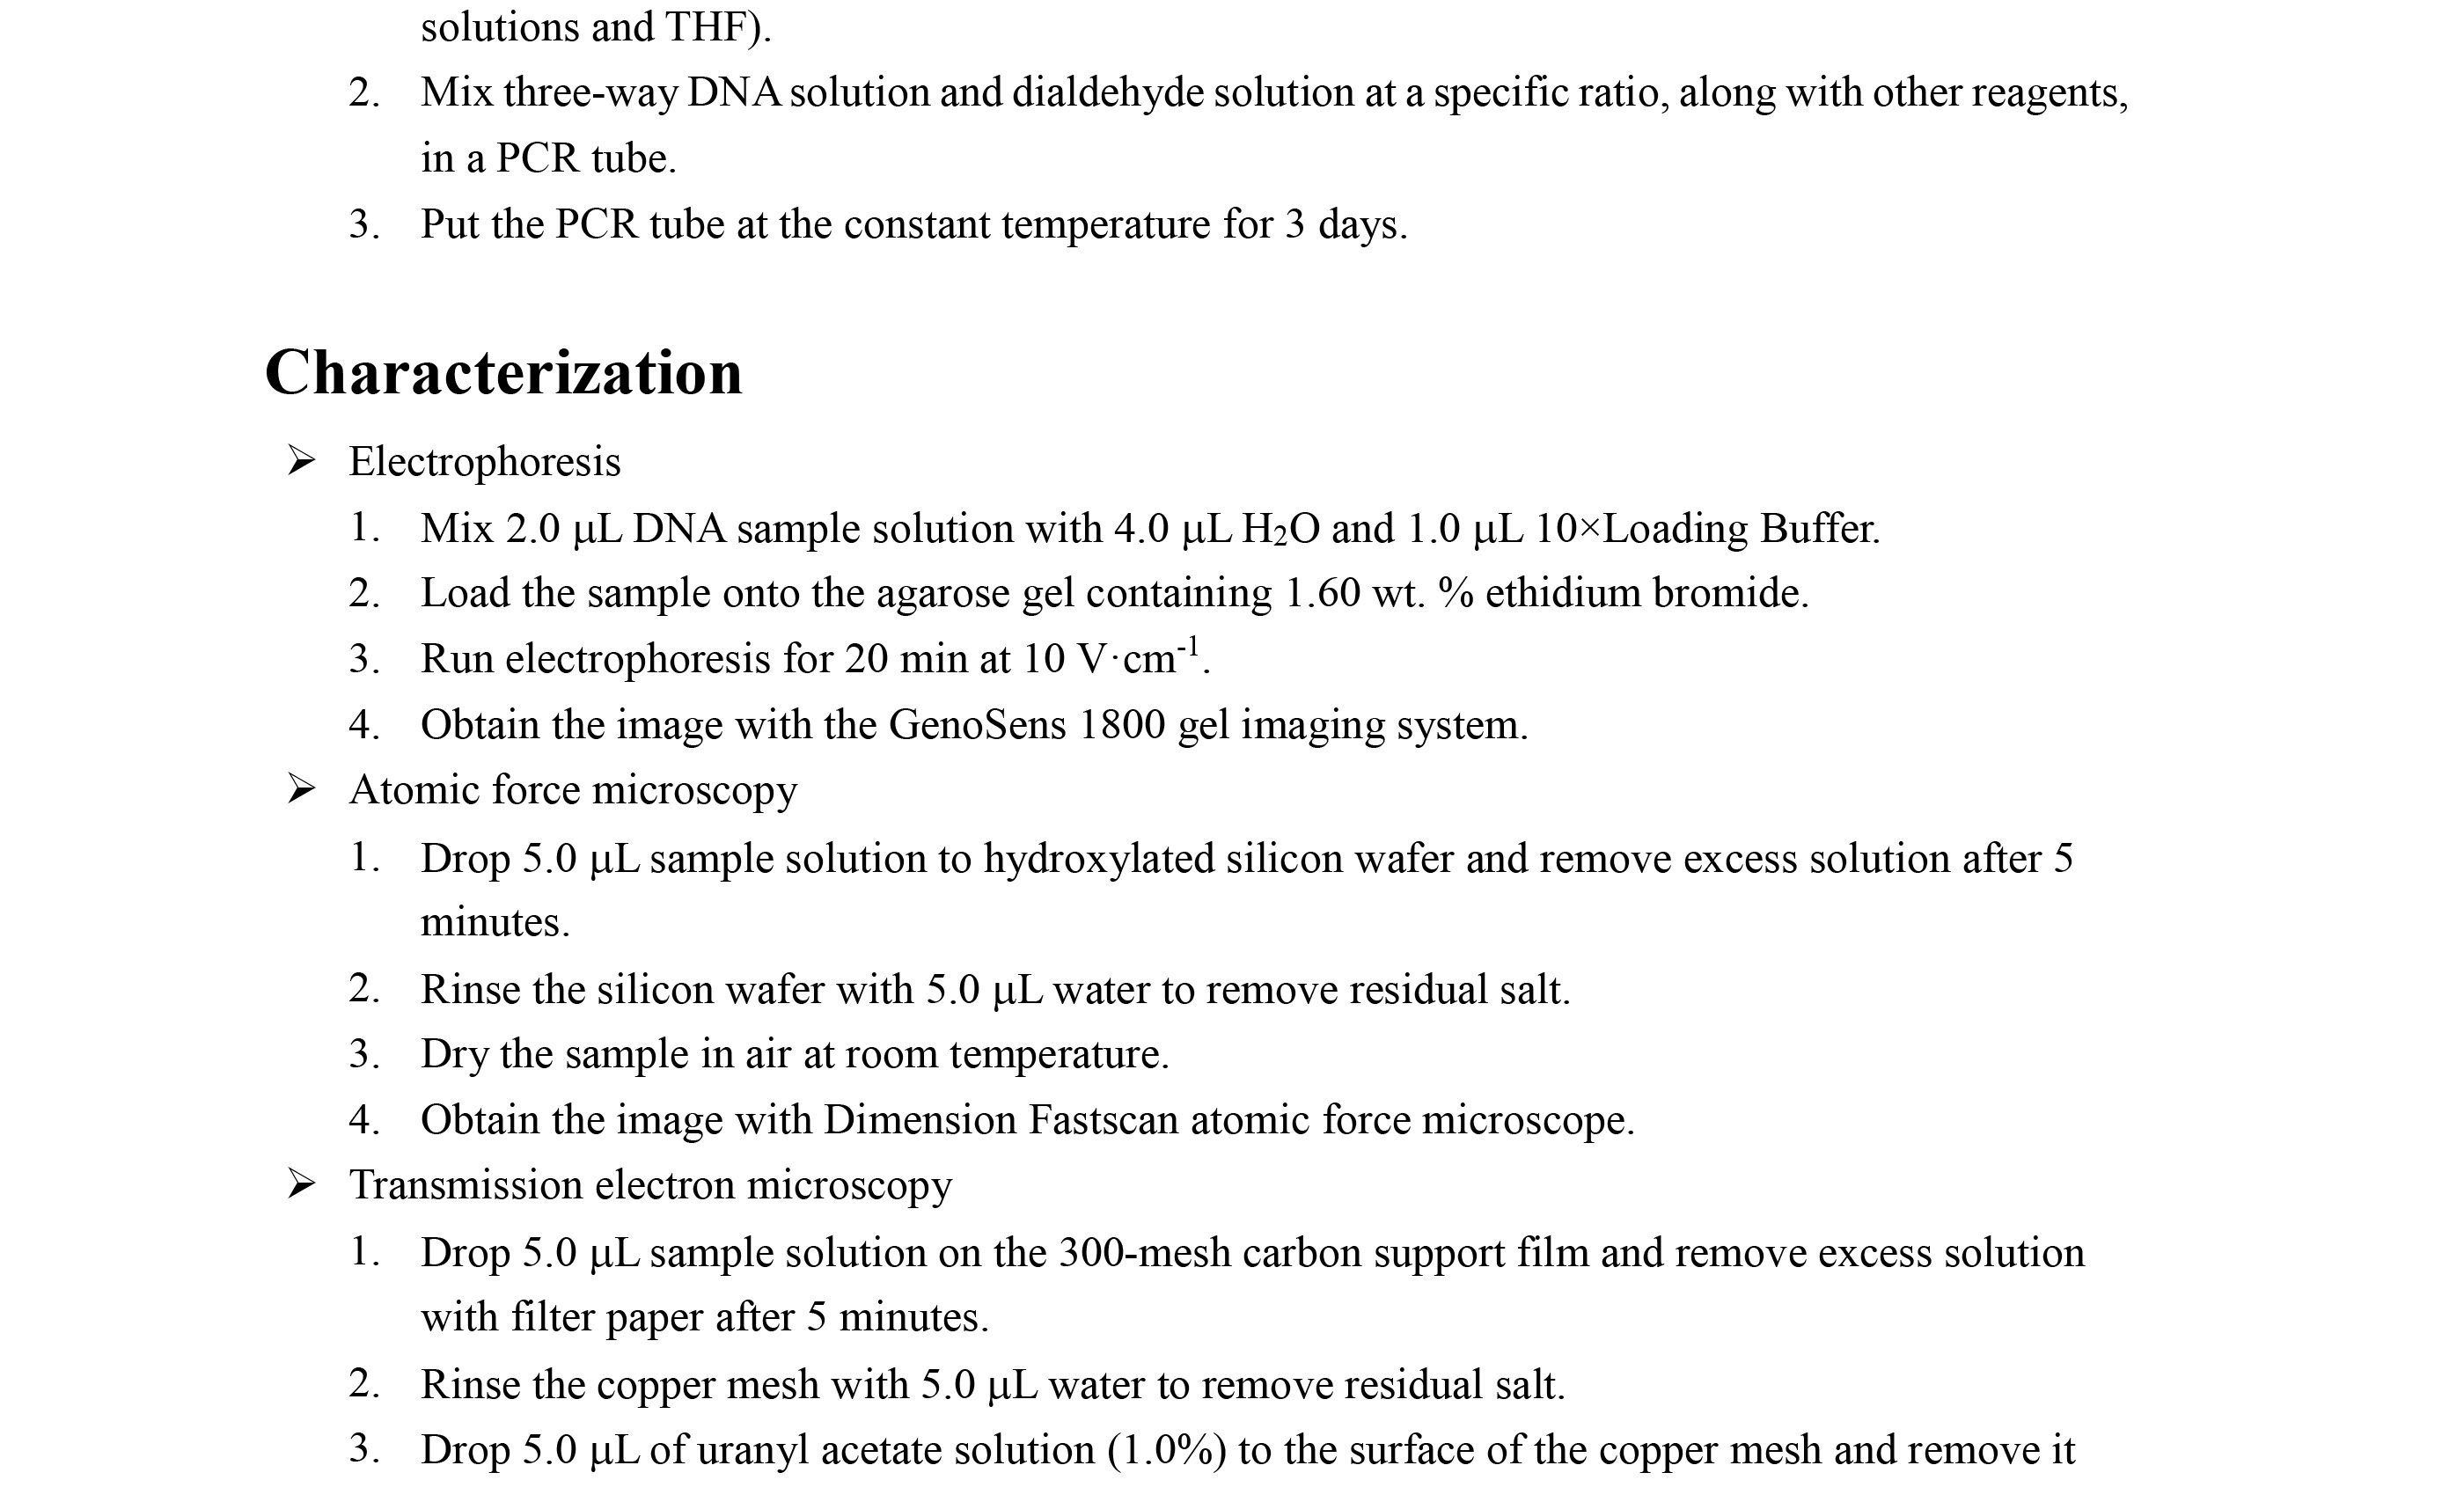 solutions and THF).
2. Mix three-way DNA solution and dialdehyde solution at a specific ratio, along with other reagents,
in a PCR tube.
3. Put the PCR tube at the constant temperature for 3 days.
Characterization
➢ Electrophoresis
1. Mix 2.0 μL DNA sample solution with 4.0 μL H₂O and 1.0 μL 10×Loading Buffer.
2. Load the sample onto the agarose gel containing 1.60 wt. % ethidium bromide.
3. Run electrophoresis for 20 min at 10 V·cm⁻¹.
4. Obtain the image with the GenoSens 1800 gel imaging system.
➢ Atomic force microscopy
1. Drop 5.0 μL sample solution to hydroxylated silicon wafer and remove excess solution after 5
minutes.
2. Rinse the silicon wafer with 5.0 μL water to remove residual salt.
3. Dry the sample in air at room temperature.
4. Obtain the image with Dimension Fastscan atomic force microscope.
➢ Transmission electron microscopy
1. Drop 5.0 μL sample solution on the 300-mesh carbon support film and remove excess solution
with filter paper after 5 minutes.
2. Rinse the copper mesh with 5.0 μL water to remove residual salt.
3. Drop 5.0 μL of uranyl acetate solution (1.0%) to the surface of the copper mesh and remove it